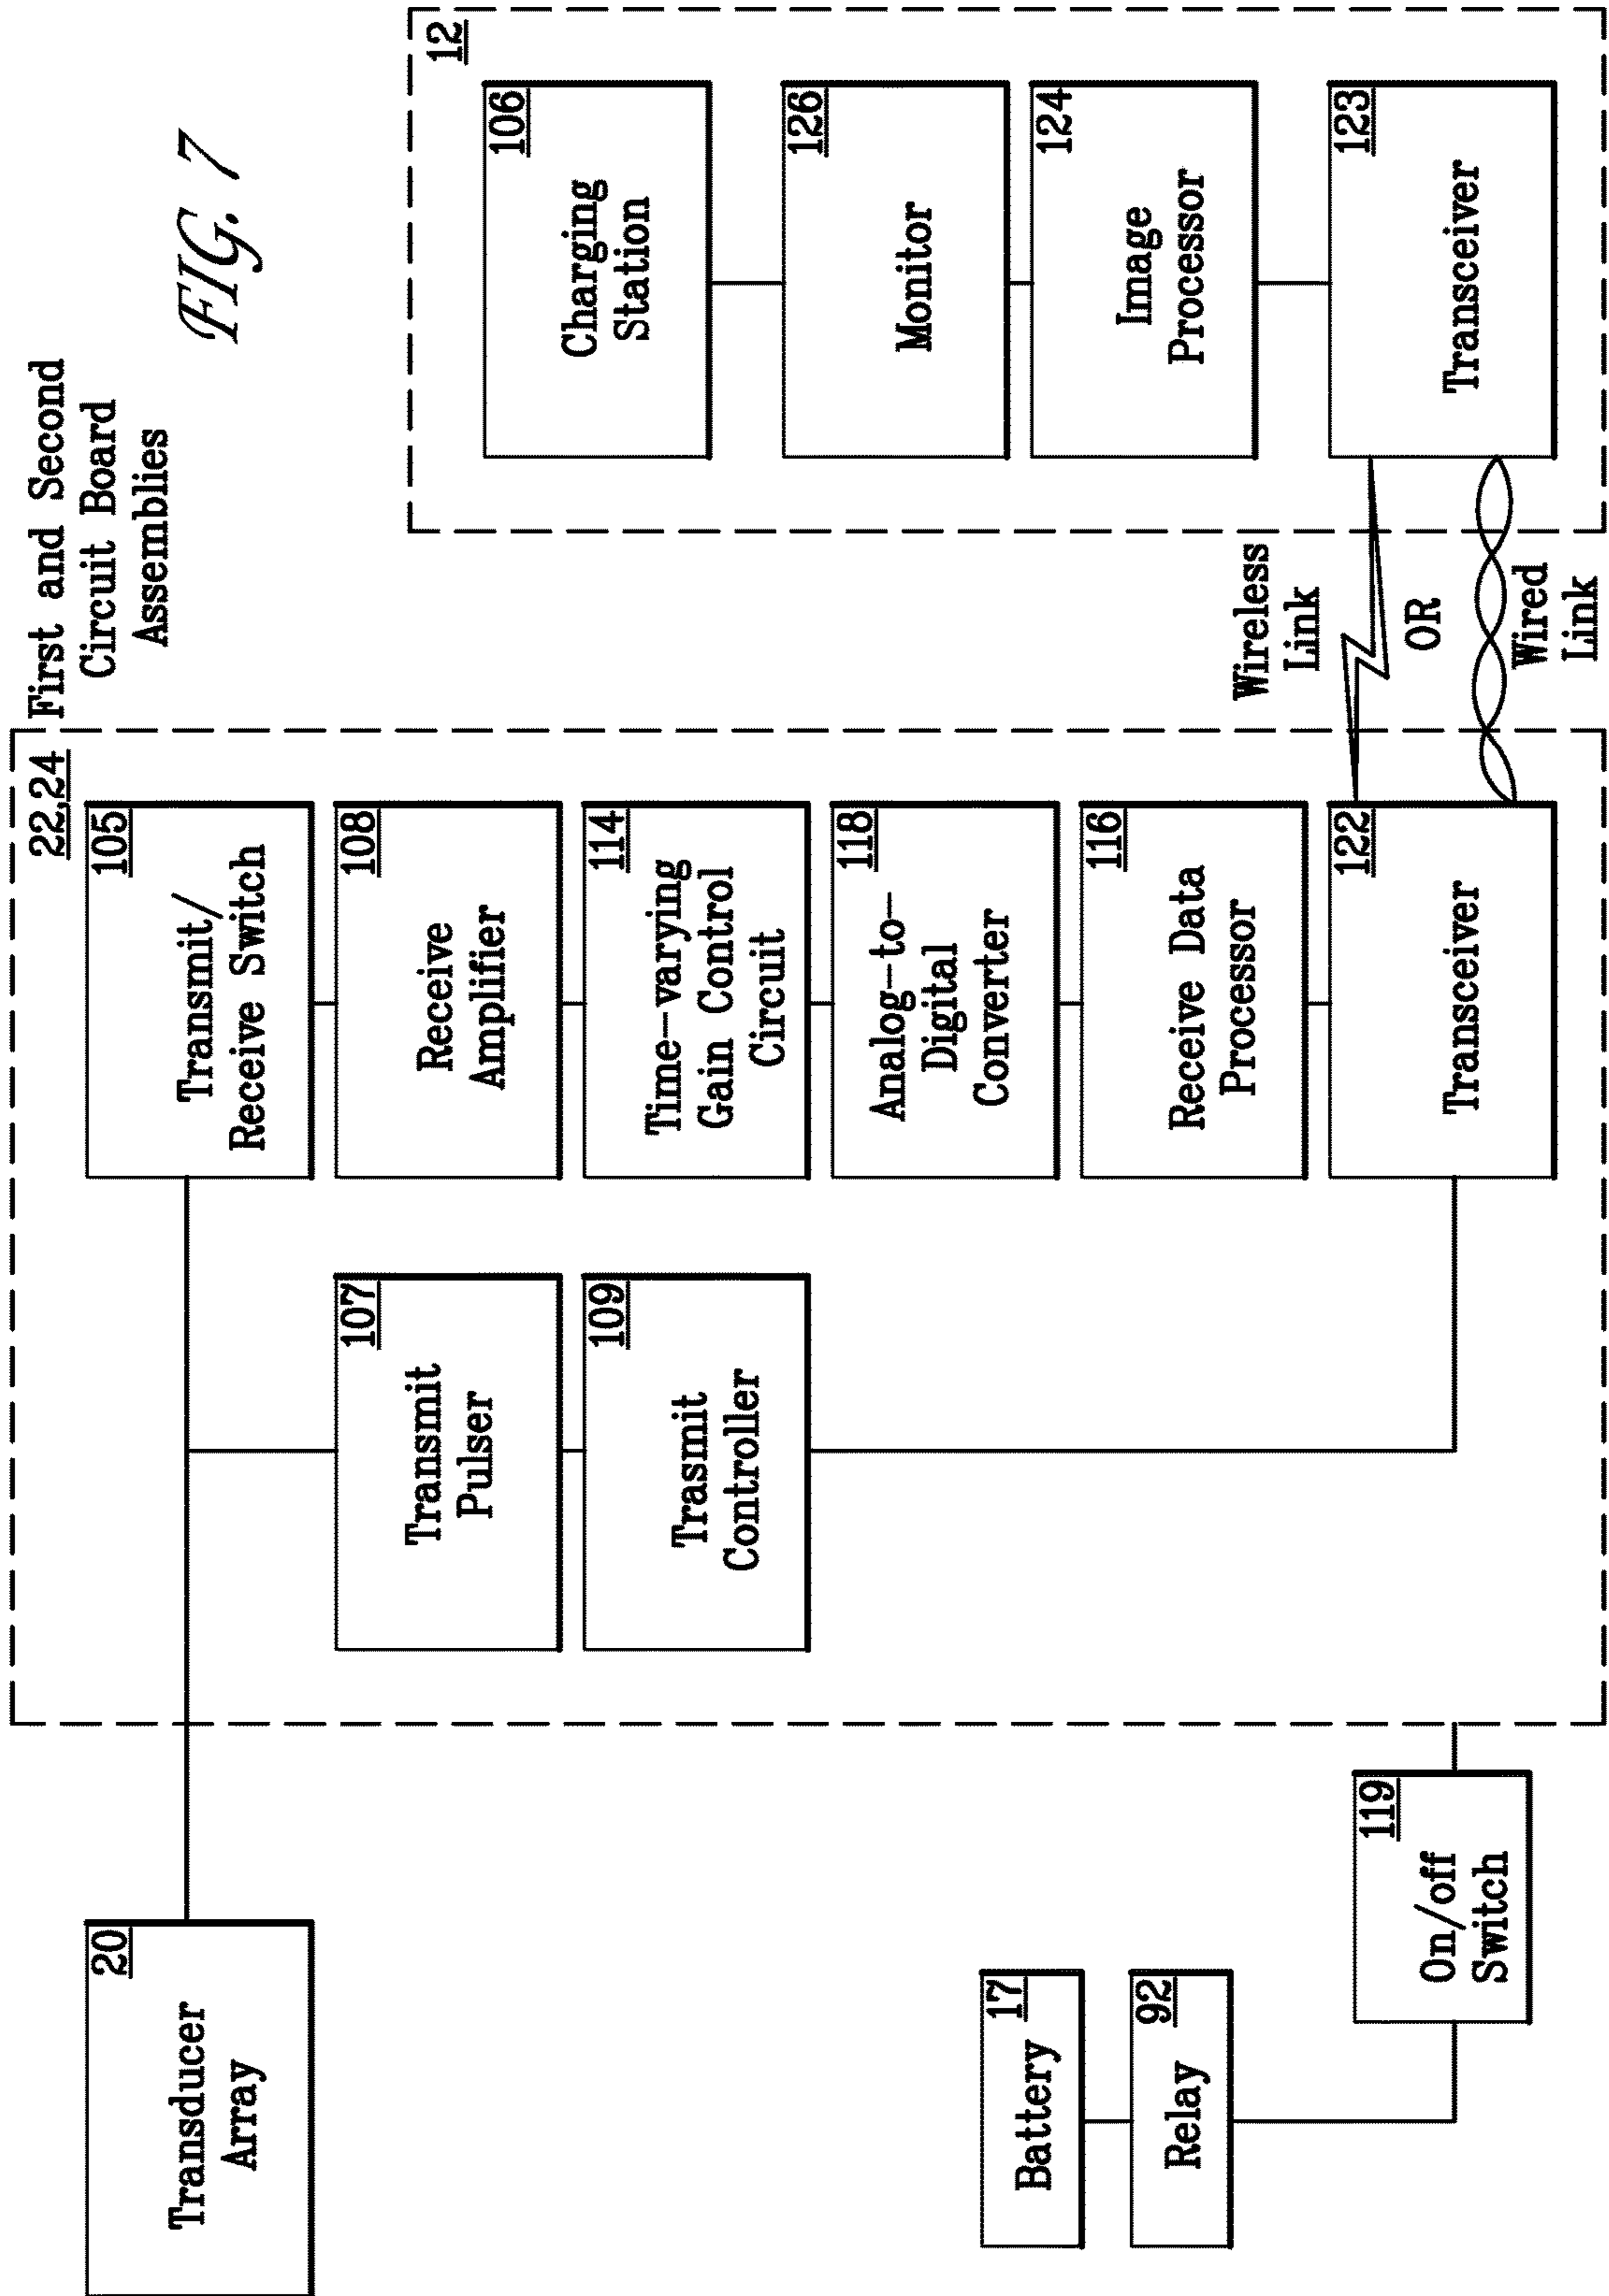 First and Second
Circuit Board
Assemblies
FIG. 7
20
Transducer
Array
22,24
105
Transmit/
Receive Switch
107
Transmit
Pulser
108
Receive
Amplifier
109
Trasmit
Controller
114
Time-varying
Gain Control
Circuit
118
Analog-to-
Digital
Converter
116
Receive Data
Processor
122
Transceiver
17
Battery
92
Relay
119
On/off
Switch
Wireless
Link
OR
Wired
Link
12
106
Charging
Station
126
Monitor
124
Image
Processor
123
Transceiver